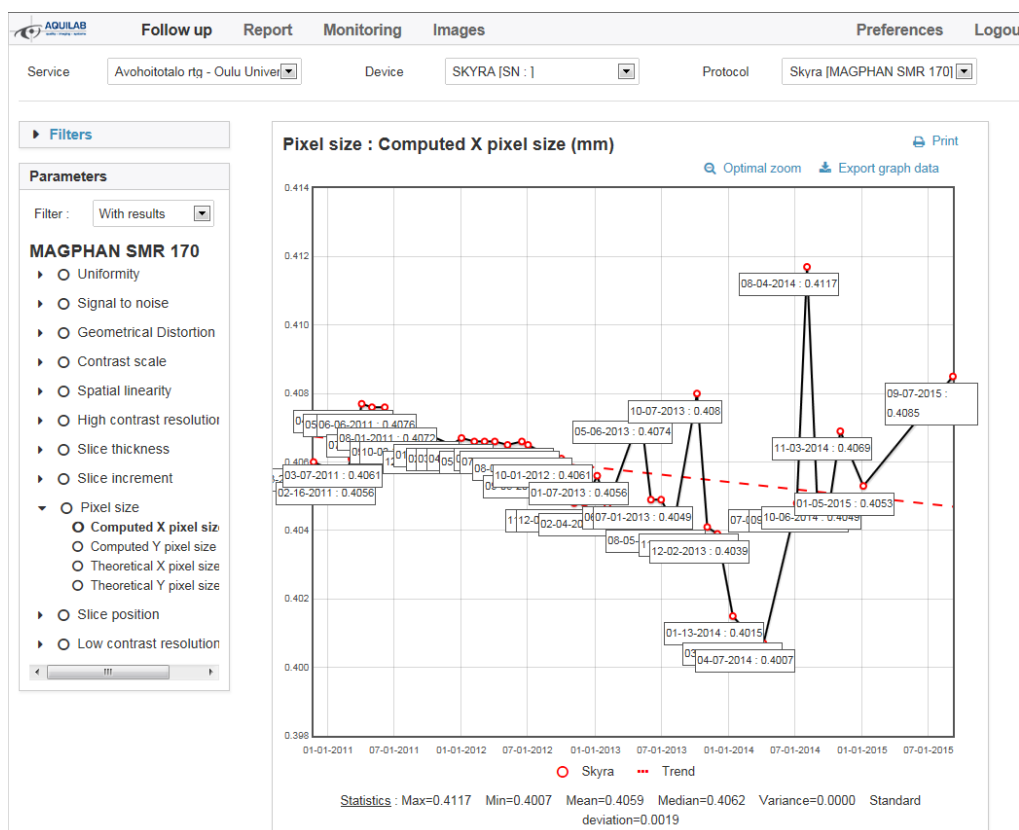 AQUILAB
Follow up Report Monitoring Images Preferences Logou
Service Avohoitotalo rtg - Oulu Univer Device SKYRA [SN : ] Protocol Skyra [MAGPHAN SMR 170]
Filters
Parameters
Filter : With results
MAGPHAN SMR 170
Uniformity
Signal to noise
Geometrical Distortion
Contrast scale
Spatial linearity
High contrast resolution
Slice thickness
Slice increment
Pixel size
Computed X pixel size
Computed Y pixel size
Theoretical X pixel size
Theoretical Y pixel size
Slice position
Low contrast resolution
Pixel size : Computed X pixel size (mm)
Print
Optimal zoom Export graph data
0.414
0.412
0.410
0.408
0.406
0.404
0.402
0.400
0.398
08-04-2014 : 0.4117
09-07-2015 :
0.4085
10-07-2013 : 0.408
06-06-2011 : 0.4076
05-06-2013 : 0.4074
08-01-2011 : 0.4072
11-03-2014 : 0.4069
03-07-2011 : 0.4061
10-01-2012 : 0.4061
02-16-2011 : 0.4056
01-07-2013 : 0.4056
01-05-2015 : 0.4053
07-01-2013 : 0.4049
10-06-2014 : 0.4049
12-02-2013 : 0.4039
01-13-2014 : 0.4015
04-07-2014 : 0.4007
01-01-2011 07-01-2011 01-01-2012 07-01-2012 01-01-2013 07-01-2013 01-01-2014 07-01-2014 01-01-2015 07-01-2015
Skyra Trend
Statistics : Max=0.4117 Min=0.4007 Mean=0.4059 Median=0.4062 Variance=0.0000 Standard
deviation=0.0019